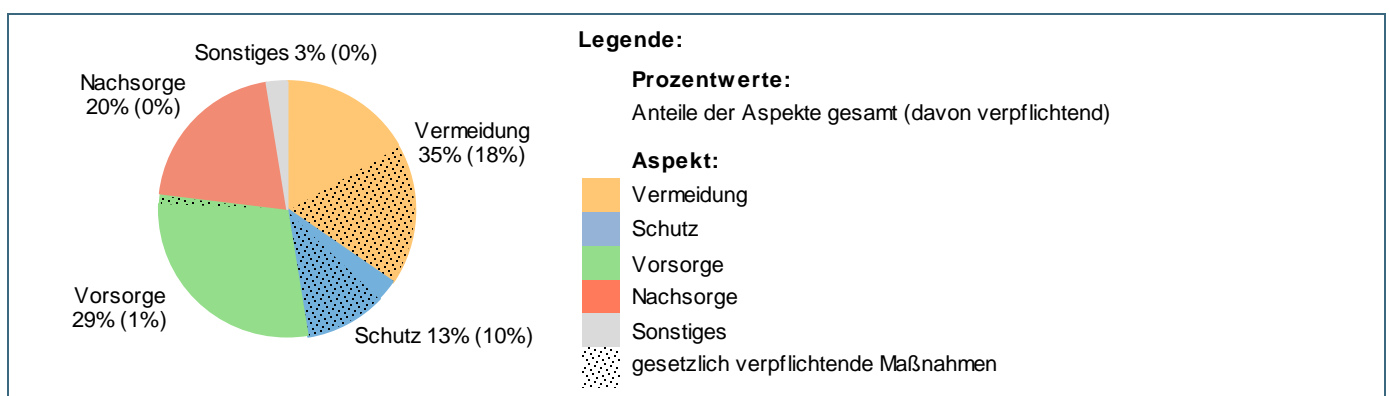 Sonstiges 3% (0%)
Nachsorge
20% (0%)
Vermeidung
35% (18%)
Vorsorge
29% (1%)
Schutz 13% (10%)
Legende:
Prozentwerte:
Anteile der Aspekte gesamt (davon verpflichtend)
Aspekt:
Vermeidung
Schutz
Vorsorge
Nachsorge
Sonstiges
gesetzlich verpflichtende Maßnahmen